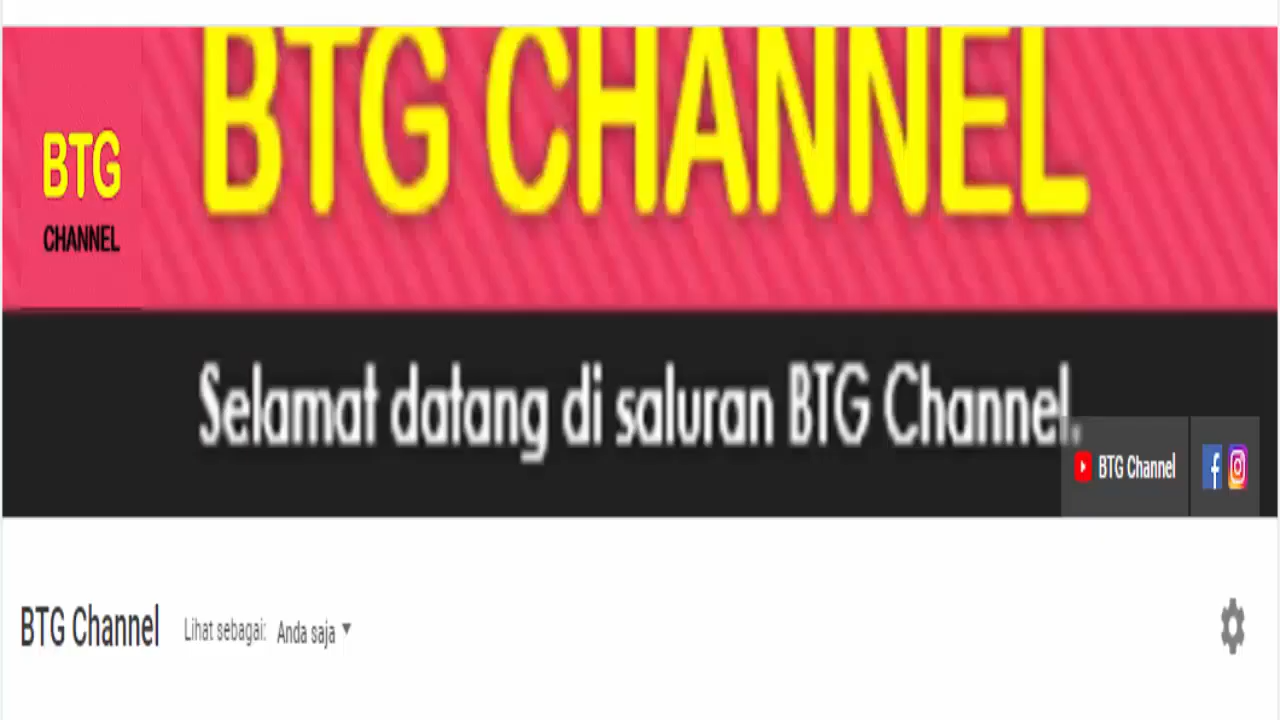 BTG CHANNEL
BTG
CHANNEL
Selamat datang di saluran BTG Channel.
BTG Channel
BTG Channel
Lihat sebagai: Anda saja